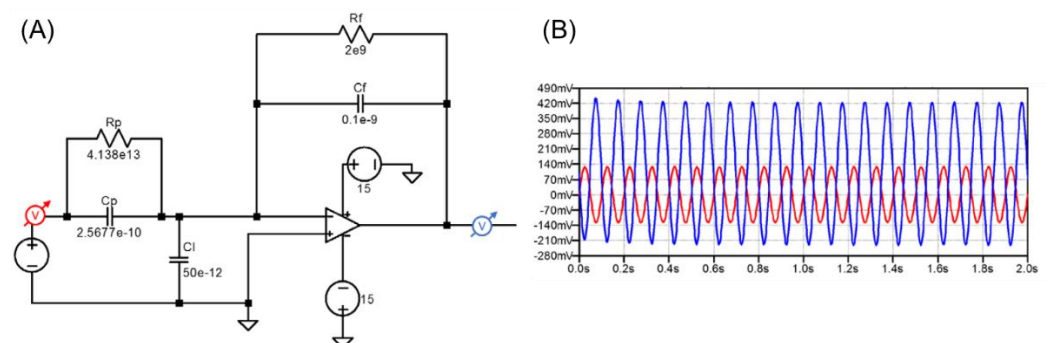 (A)
Rf
2e9
Cf
0.1e-9
Rp
4.138e13
Cp
2.5677e-10
Cl
50e-12
V
+
−
−
+
+
−
15
+
−
−
+
15
V
(B)
490mV
420mV
350mV
280mV
210mV
140mV
70mV
0mV
-70mV
-140mV
-210mV
-280mV
0.0s 0.2s 0.4s 0.6s 0.8s 1.0s 1.2s 1.4s 1.6s 1.8s 2.0s